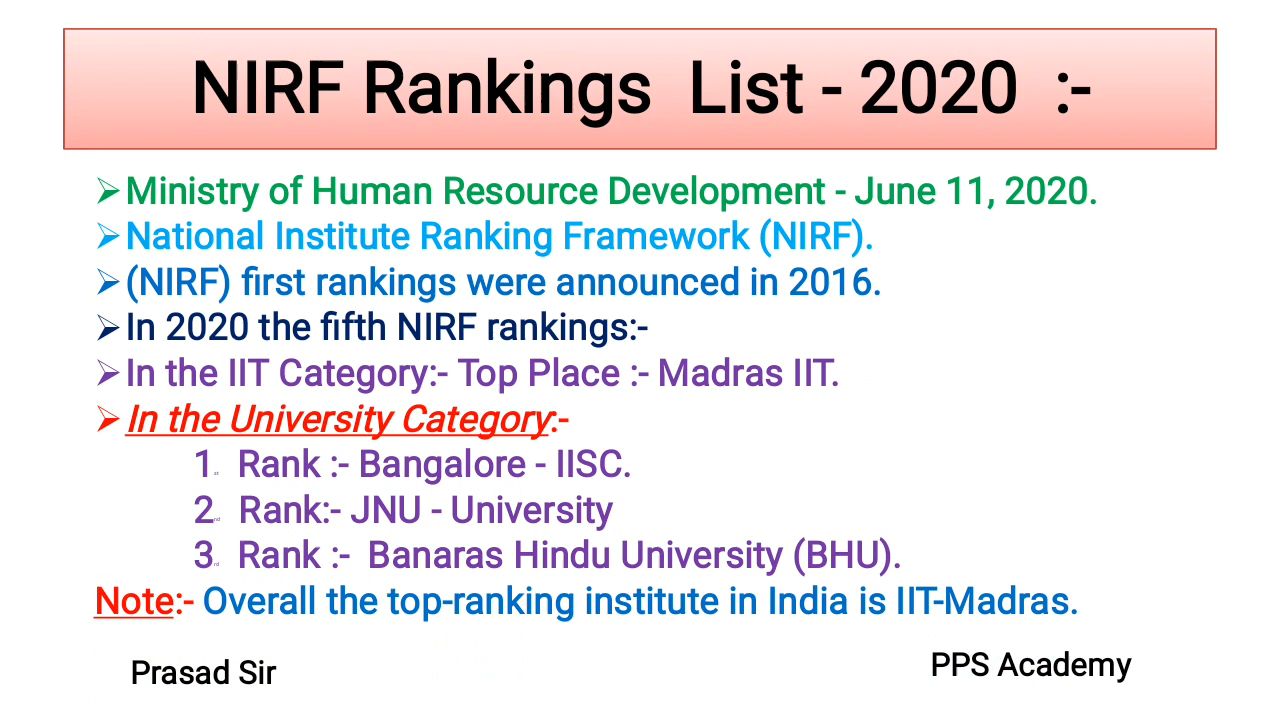 NIRF Rankings List - 2020 :-
➢Ministry of Human Resource Development - June 11, 2020.
➢National Institute Ranking Framework (NIRF).
➢(NIRF) first rankings were announced in 2016.
➢In 2020 the fifth NIRF rankings:-
➢In the IIT Category:- Top Place :- Madras IIT.
➢In the University Category:-
1st Rank :- Bangalore - IISC.
2nd Rank:- JNU - University
3rd Rank :- Banaras Hindu University (BHU).
Note:- Overall the top-ranking institute in India is IIT-Madras.
Prasad Sir
PPS Academy